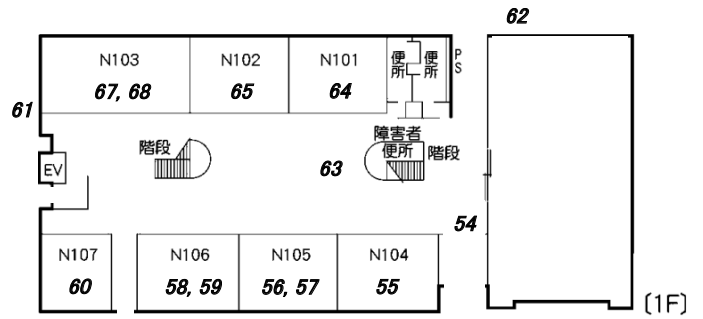 62
N103
67, 68
N102
65
N101
64
便所
便所
PS
61
EV
階段
63
障害者
便所
階段
54
N107
60
N106
58, 59
N105
56, 57
N104
55
〔1F〕